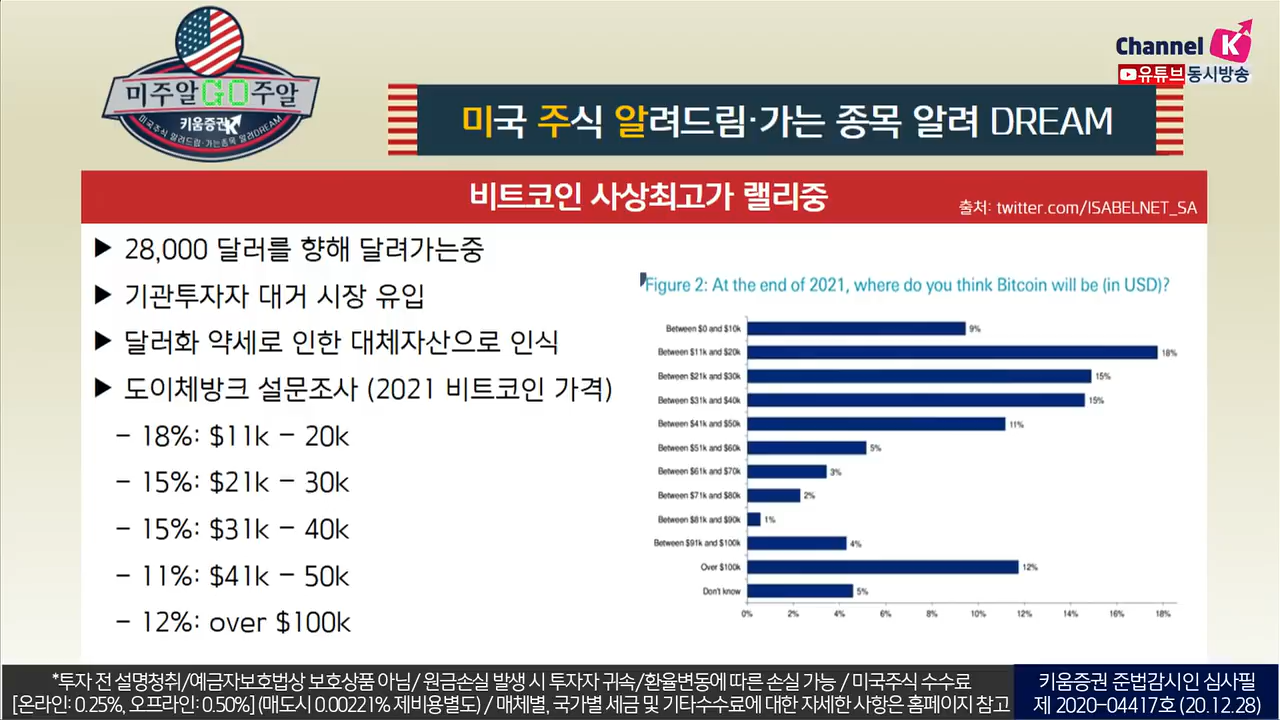 미주알GO주알
키움증권
미국주식 알려드림·가는종목 알려DREAM
Channel K
유튜브동시방송
미국 주식 알려드림·가는 종목 알려 DREAM
비트코인 사상최고가 랠리중
출처: twitter.com/ISABELNET_SA
▶ 28,000 달러를 향해 달려가는중
▶ 기관투자자 대거 시장 유입
▶ 달러화 약세로 인한 대체자산으로 인식
▶ 도이체방크 설문조사 (2021 비트코인 가격)
– 18%: $11k – 20k
– 15%: $21k – 30k
– 15%: $31k – 40k
– 11%: $41k – 50k
– 12%: over $100k
Figure 2: At the end of 2021, where do you think Bitcoin will be (in USD)?
Between $0 and $10k 9%
Between $11k and $20k 18%
Between $21k and $30k 15%
Between $31k and $40k 15%
Between $41k and $50k 11%
Between $51k and $60k 5%
Between $61k and $70k 3%
Between $71k and $80k 2%
Between $81k and $90k 1%
Between $91k and $100k 4%
Over $100k 12%
Don't know 5%
0% 2% 4% 6% 8% 10% 12% 14% 16% 18%
*투자 전 설명청취/예금자보호법상 보호상품 아님/ 원금손실 발생 시 투자자 귀속/환율변동에 따른 손실 가능 / 미국주식 수수료
[온라인: 0.25%, 오프라인: 0.50%] (매도시 0.00221% 제비용별도) / 매체별, 국가별 세금 및 기타수수료에 대한 자세한 사항은 홈페이지 참고
키움증권 준법감시인 심사필
제 2020-04417호 (20.12.28)